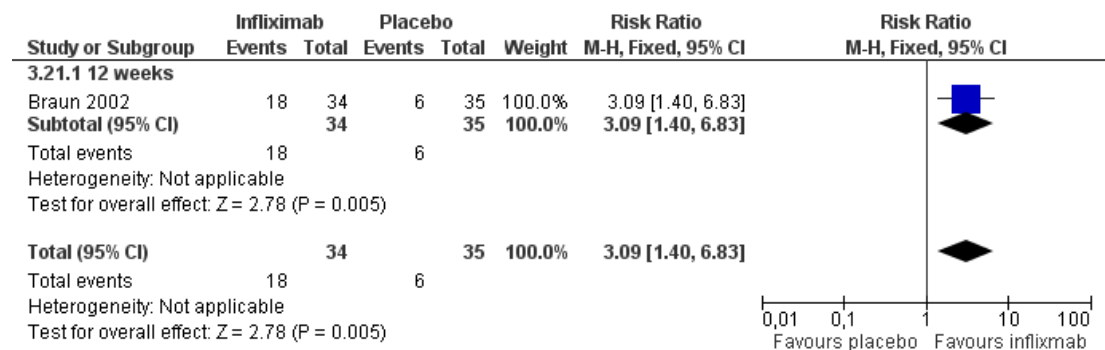 Infliximab Placebo Risk Ratio Risk Ratio
Study or Subgroup Events Total Events Total Weight M-H, Fixed, 95% CI M-H, Fixed, 95% CI
3.21.1 12 weeks
Braun 2002 18 34 6 35 100.0% 3.09 [1.40, 6.83]
Subtotal (95% CI) 34 35 100.0% 3.09 [1.40, 6.83]
Total events 18 6
Heterogeneity: Not applicable
Test for overall effect: Z = 2.78 (P = 0.005)
Total (95% CI) 34 35 100.0% 3.09 [1.40, 6.83]
Total events 18 6
Heterogeneity: Not applicable
Test for overall effect: Z = 2.78 (P = 0.005)
0,01 0,1 1 10 100
Favours placebo Favours inflixmab